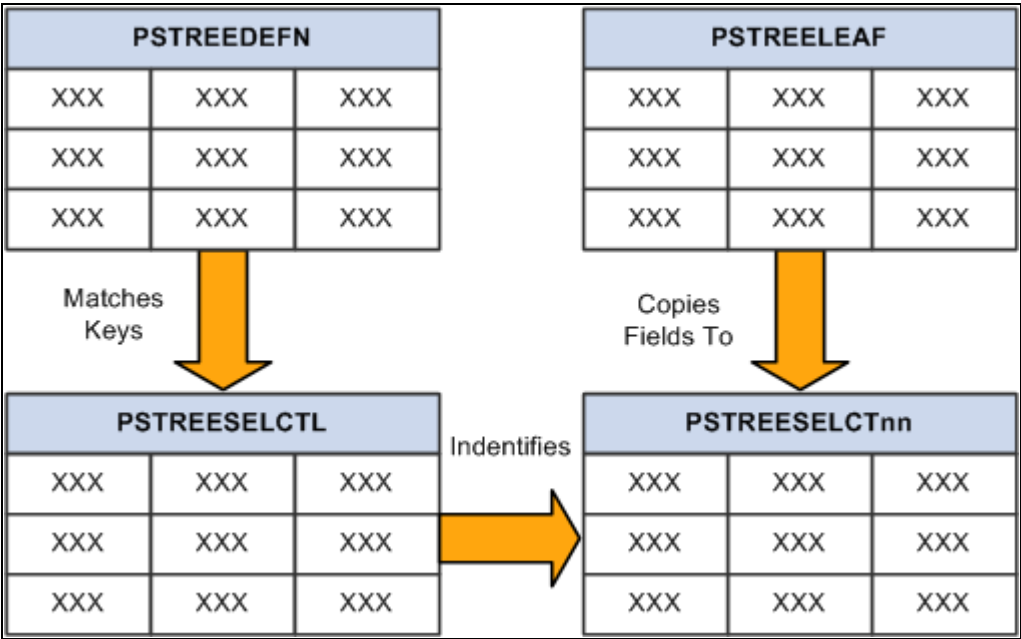 PSTREEDEFN
XXX XXX XXX
XXX XXX XXX
XXX XXX XXX
PSTREELEAF
XXX XXX XXX
XXX XXX XXX
XXX XXX XXX
Matches
Keys
Copies
Fields To
PSTREESELCTL
XXX XXX XXX
XXX XXX XXX
XXX XXX XXX
Indentifies
PSTREESELCTnn
XXX XXX XXX
XXX XXX XXX
XXX XXX XXX